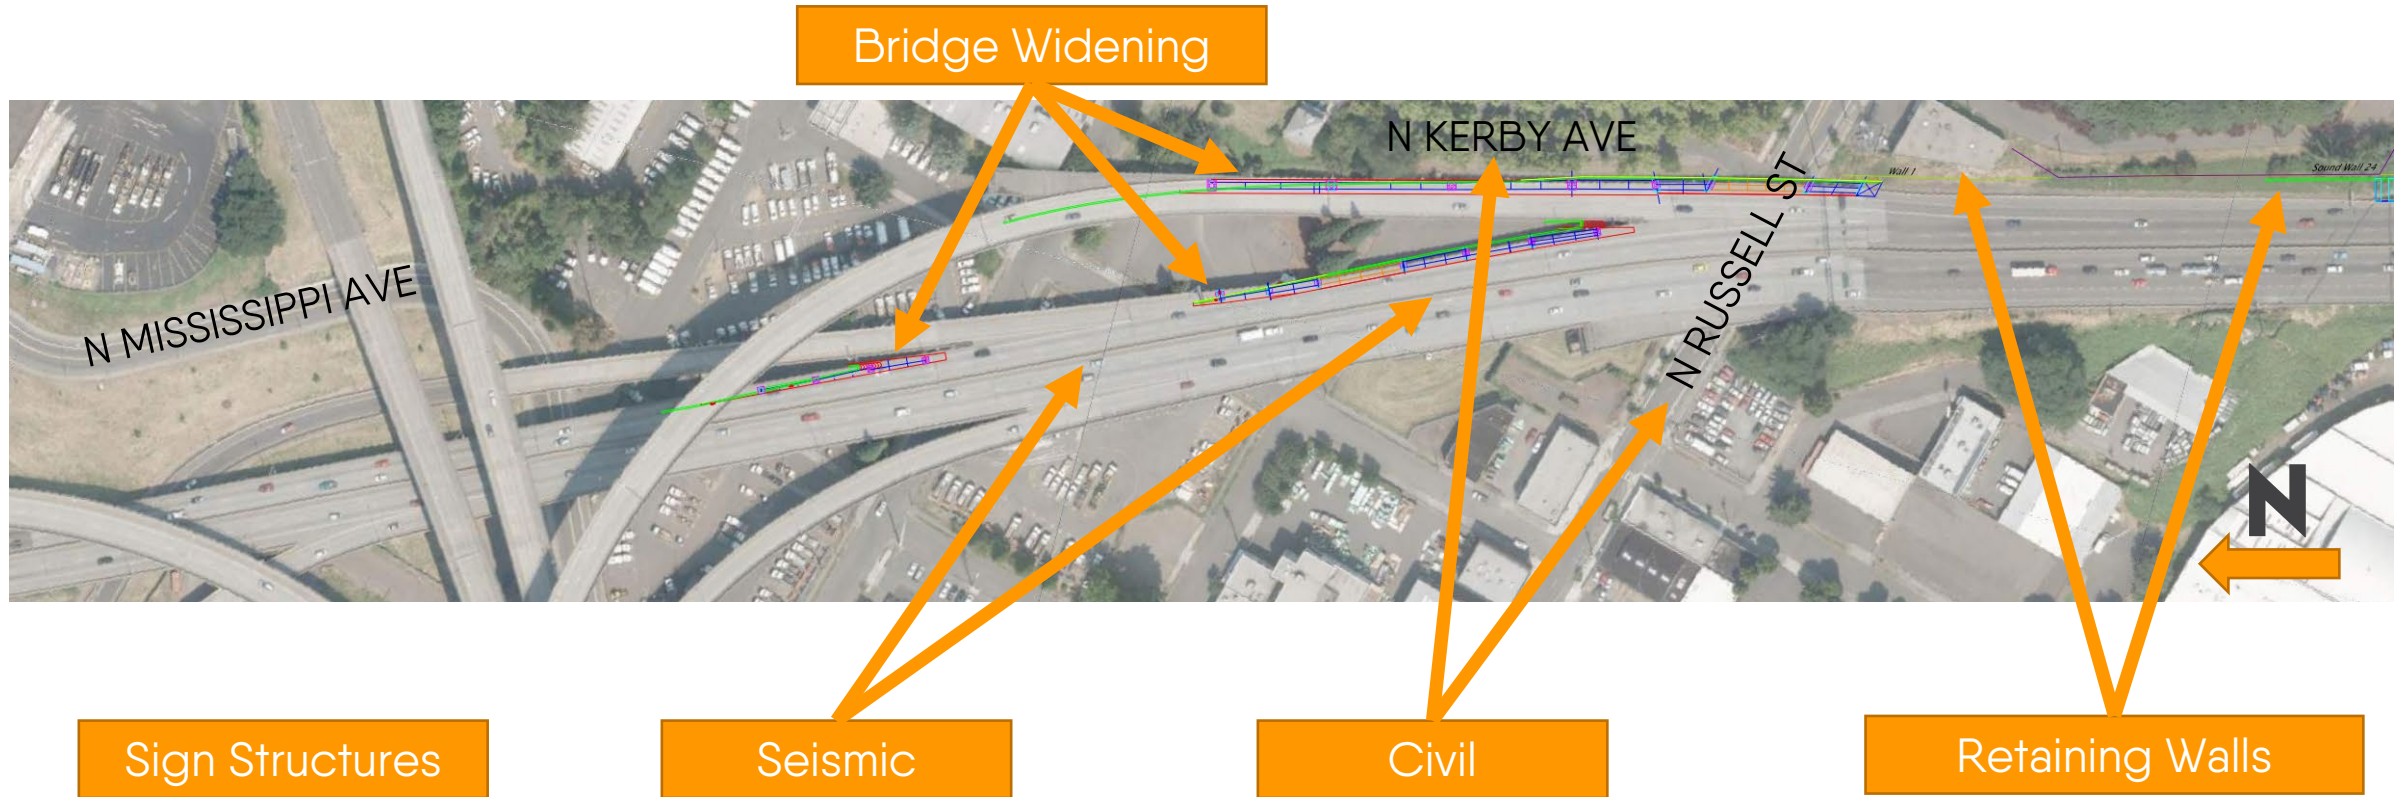 Bridge Widening
N KERBY AVE
Wall 1
Sound Wall 24
N RUSSELL ST
N MISSISSIPPI AVE
N
Sign Structures
Seismic
Civil
Retaining Walls